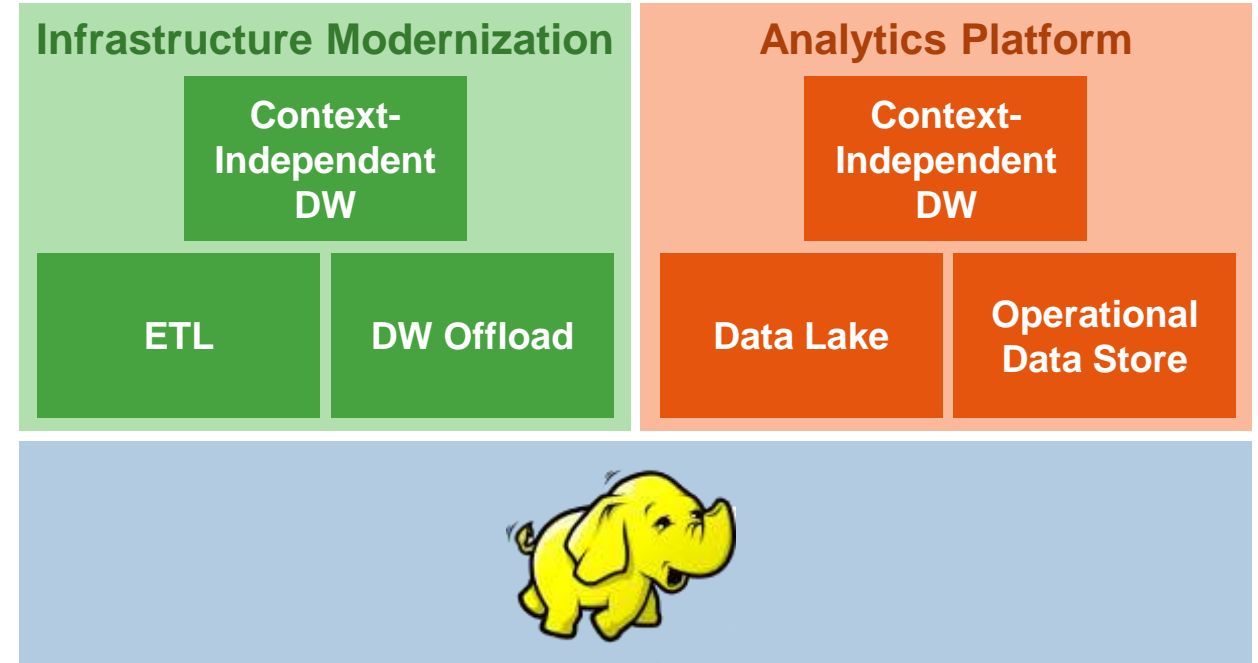 Infrastructure Modernization
Context-
Independent
DW
ETL
DW Offload
Analytics Platform
Context-
Independent
DW
Data Lake
Operational
Data Store